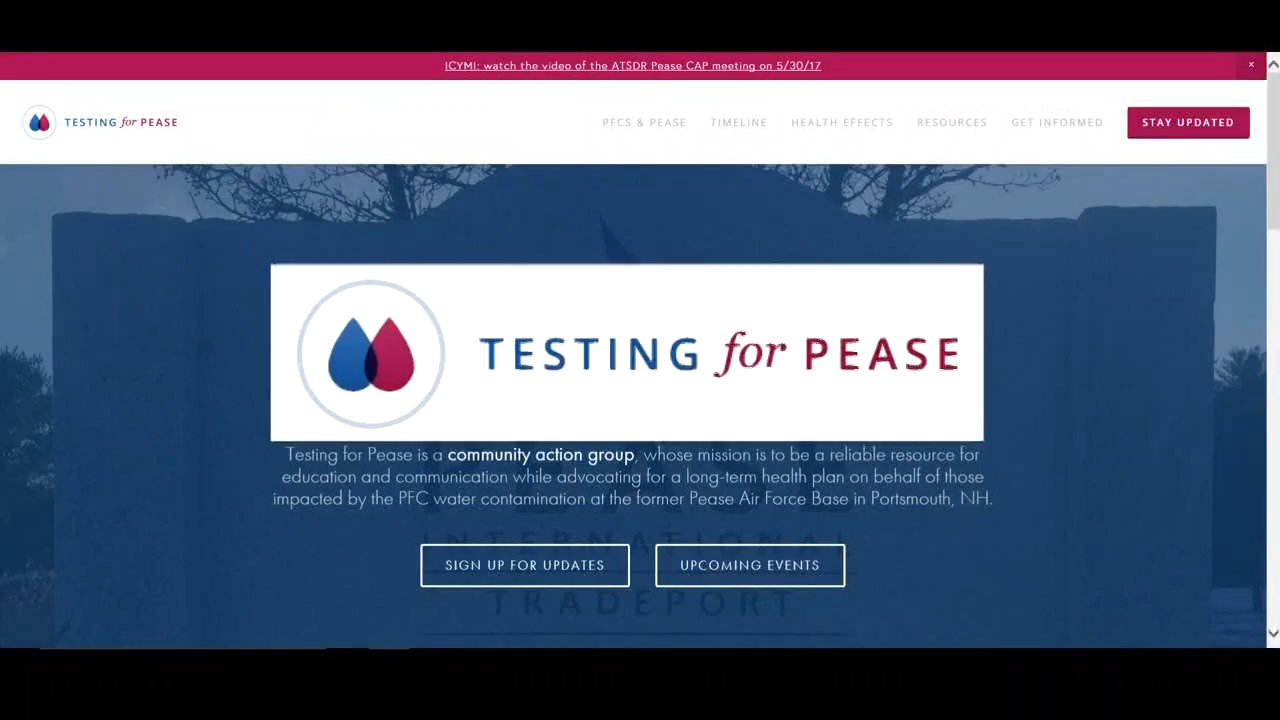 ICYMI: watch the video of the ATSDR Pease CAP meeting on 5/30/17
×
TESTING for PEASE
PFCS & PEASE
TIMELINE
HEALTH EFFECTS
RESOURCES
GET INFORMED
STAY UPDATED
TESTING for PEASE
Testing for Pease is a community action group, whose mission is to be a reliable resource for
education and communication while advocating for a long-term health plan on behalf of those
impacted by the PFC water contamination at the former Pease Air Force Base in Portsmouth, NH.
PEASE
INTERNATIONAL
SIGN UP FOR UPDATES
UPCOMING EVENTS
TRADEPORT